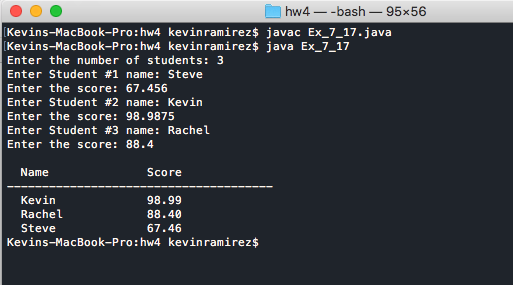 hw4 — -bash — 95×56
[Kevins-MacBook-Pro:hw4 kevinramirez$ javac Ex_7_17.java
[Kevins-MacBook-Pro:hw4 kevinramirez$ java Ex_7_17
Enter the number of students: 3
Enter Student #1 name: Steve
Enter the score: 67.456
Enter Student #2 name: Kevin
Enter the score: 98.9875
Enter Student #3 name: Rachel
Enter the score: 88.4
Name Score
--------------------------------------
Kevin 98.99
Rachel 88.40
Steve 67.46
Kevins-MacBook-Pro:hw4 kevinramirez$